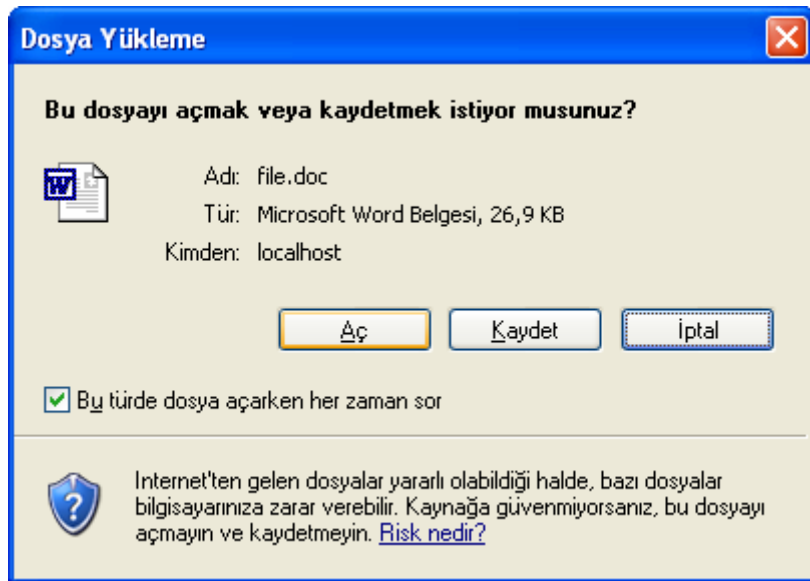 Dosya Yükleme
Bu dosyayı açmak veya kaydetmek istiyor musunuz?
Adı: file.doc
Tür: Microsoft Word Belgesi, 26,9 KB
Kimden: localhost
Aç Kaydet İptal
Bu türde dosya açarken her zaman sor
Internet'ten gelen dosyalar yararlı olabildiği halde, bazı dosyalar
bilgisayarınıza zarar verebilir. Kaynağa güvenmiyorsanız, bu dosyayı
açmayın ve kaydetmeyin. Risk nedir?